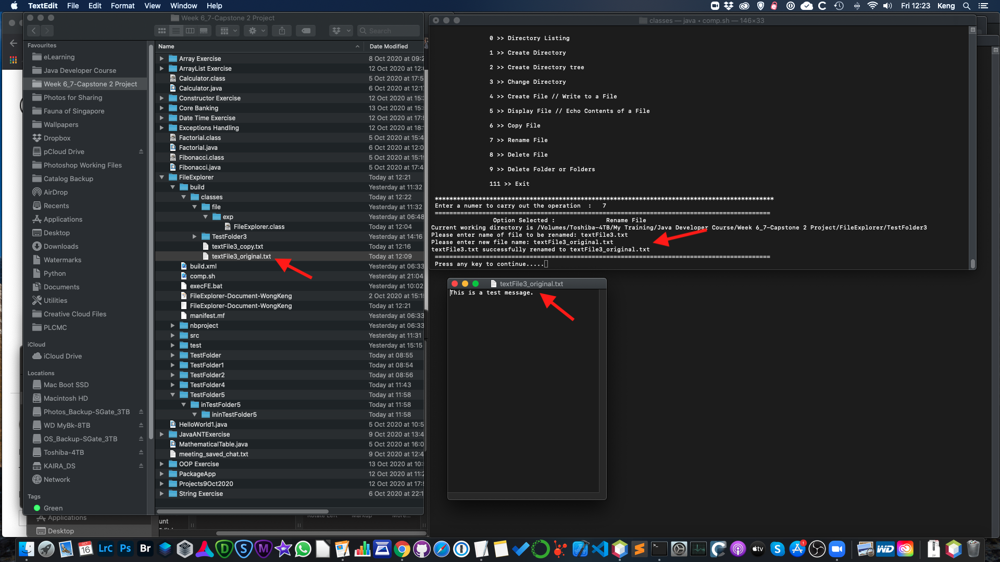 TextEdit File Edit Format View Window Help
Fri 12:23 Keng
Week 6_7-Capstone 2 Project
Search
Favourites
eLearning
Java Developer Course
Week 6_7-Capstone 2 Project
Photos for Sharing
Fauna of Singapore
Wallpapers
Dropbox
pCloud Drive
Photoshop Working Files
Catalog Backup
AirDrop
Recents
Applications
Desktop
Downloads
Watermarks
Python
Documents
Utilities
Creative Cloud Files
PLCMC
iCloud
iCloud Drive
Locations
Mac Boot SSD
Macintosh HD
Photos_Backup-SGate_3TB
WD MyBk-8TB
OS_Backup-SGate_3TB
Toshiba-4TB
KAIRA_DS
Network
Tags
Green
Applications
Desktop
Name Date Modified
Array Exercise 8 Oct 2020 at 09:2
ArrayList Exercise 12 Oct 2020 at 12:
Calculator.class 5 Oct 2020 at 17:5
Calculator.java 6 Oct 2020 at 12:1
Constructor Exercise 12 Oct 2020 at 15:
Core Banking 13 Oct 2020 at 15:
Date Time Exercise 12 Oct 2020 at 17:
Exceptions Handling 12 Oct 2020 at 18:
Factorial.class 5 Oct 2020 at 15:4
Factorial.java 6 Oct 2020 at 12:0
Fibonacci.class 5 Oct 2020 at 15:1
Fibonacci.java 5 Oct 2020 at 17:4
FileExplorer Today at 12:21
build Yesterday at 11:32
classes Today at 12:22
file Yesterday at 11:32
exp Yesterday at 06:48
FileExplorer.class Today at 12:04
TestFolder3 Yesterday at 14:16
textFile3_copy.txt Today at 12:16
textFile3_original.txt Today at 12:09
build.xml Yesterday at 06:33
comp.sh Yesterday at 21:04
execFE.bat Yesterday at 10:02
FileExplorer-Document-WongKeng 2 Oct 2020 at 15:1
FileExplorer-Document-WongKeng Today at 12:21
manifest.mf Yesterday at 06:33
nbproject Yesterday at 06:33
src Yesterday at 11:31
test Yesterday at 15:15
TestFolder Today at 08:55
TestFolder1 Today at 08:54
TestFolder2 Today at 08:56
TestFolder4 Today at 11:43
TestFolder5 Today at 11:58
inTestFolder5 Today at 11:58
ininTestFolder5 Today at 11:58
HelloWorld1.java 5 Oct 2020 at 10:5
JavaANTExercise 9 Oct 2020 at 13:4
MathematicalTable.java 5 Oct 2020 at 16:0
meeting_saved_chat.txt 9 Oct 2020 at 12:4
OOP Exercise 13 Oct 2020 at 10:
PackageApp 12 Oct 2020 at 11:2
Projects9Oct2020 12 Oct 2020 at 17:
String Exercise 6 Oct 2020 at 22:1
unt
Rotate Left Markup More...
classes — java ◂ comp.sh — 146×33
0 >> Directory Listing
1 >> Create Directory
2 >> Create Directory tree
3 >> Change Directory
4 >> Create File // Write to a File
5 >> Display File // Echo Contents of a File
6 >> Copy File
7 >> Rename File
8 >> Delete File
9 >> Delete Folder or Folders
111 >> Exit
*********************************************************************************************
Enter a numer to carry out the operation : 7
============================================================================================
Option Selected : Rename File
Current working directory is /Volumes/Toshiba-4TB/My Training/Java Developer Course/Week 6_7-Capstone 2 Project/FileExplorer/TestFolder3
Please enter name of file to be renamed: textFile3.txt
Please enter new file name: textFile3_original.txt
textFile3.txt successfully renamed to textFile3_original.txt
============================================================================================
Press any key to continue.....
textFile3_original.txt
This is a test message.
OCT
16
LrC
Ps
Br
D
S
M
tv
1
WD